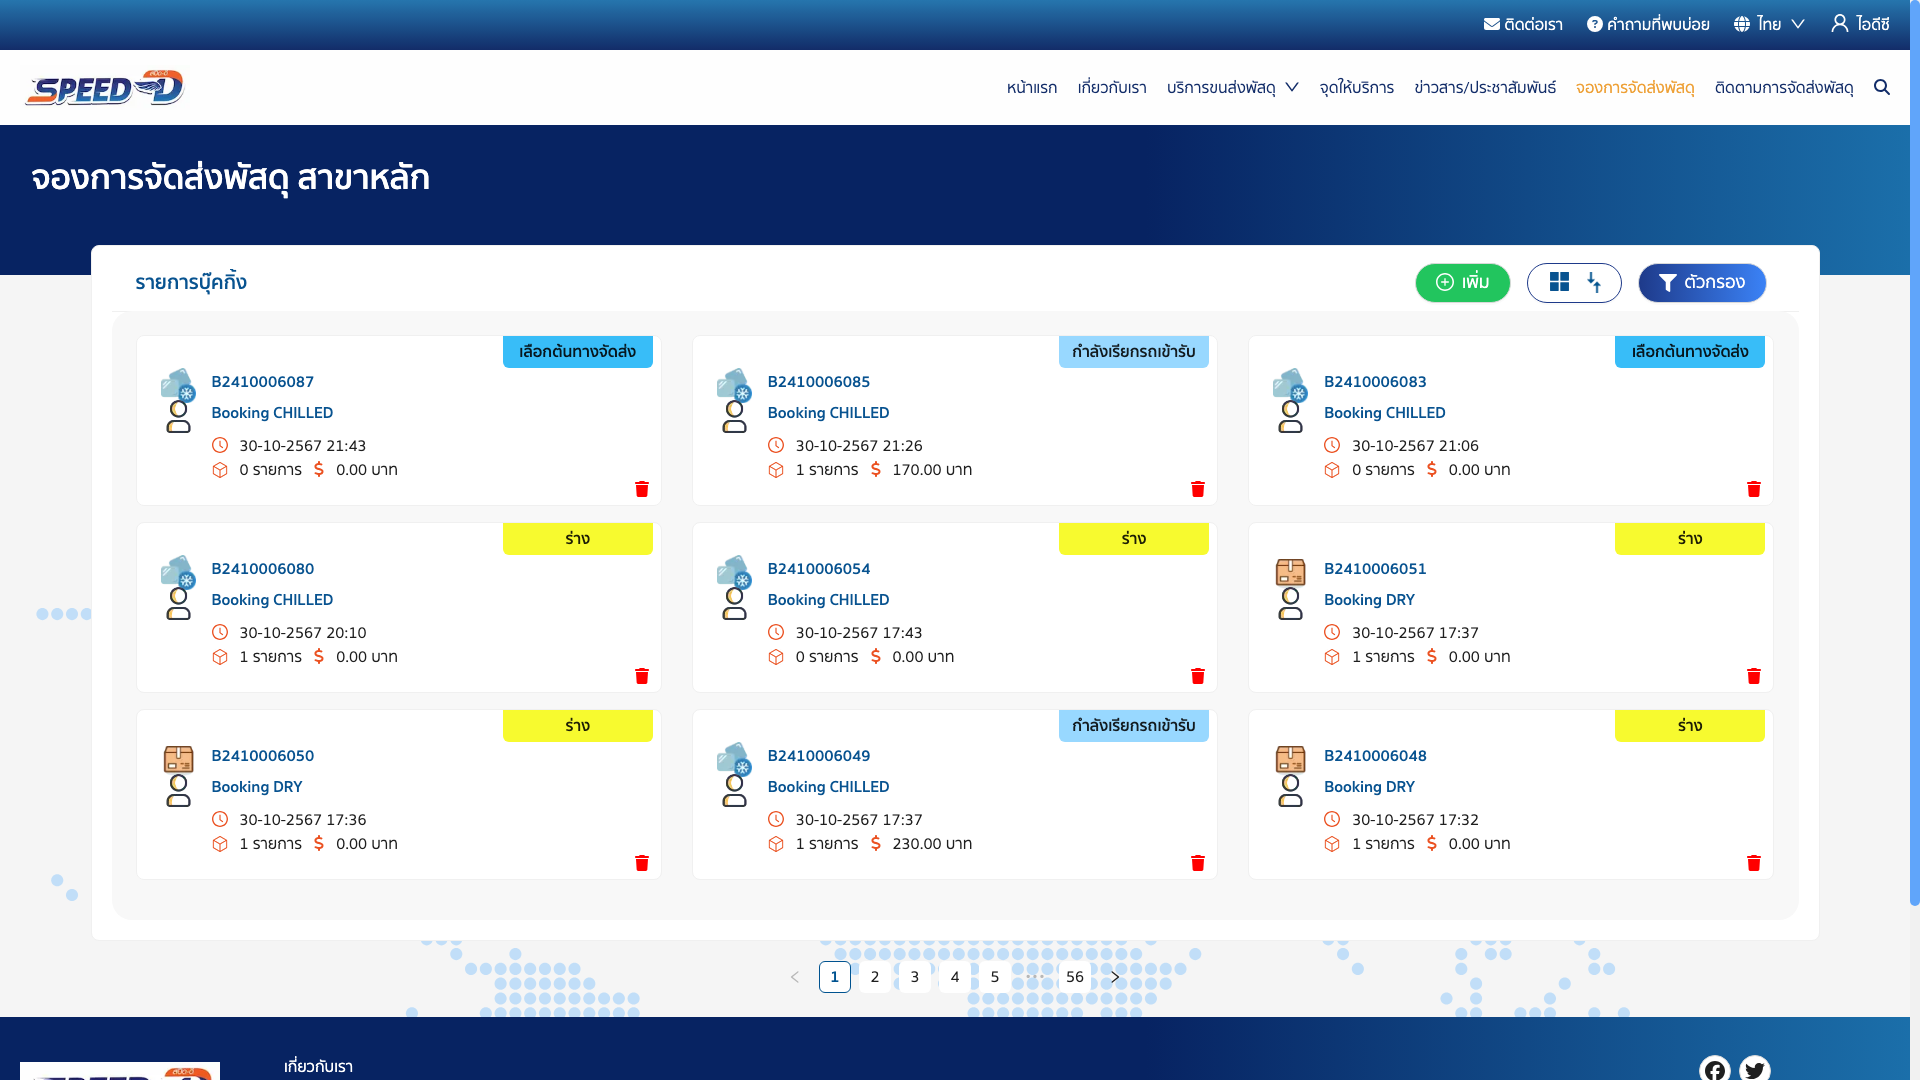 ติดต่อเรา คำถามที่พบบ่อย ไทย ไอดีซี
SPEED-D หน้าแรก เกี่ยวกับเรา บริการขนส่งพัสดุ จุดให้บริการ ข่าวสาร/ประชาสัมพันธ์ จองการจัดส่งพัสดุ ติดตามการจัดส่งพัสดุ
จองการจัดส่งพัสดุ สาขาหลัก
รายการบุ๊คกิ้ง เพิ่ม ตัวกรอง
เลือกต้นทางจัดส่ง
B2410006087
Booking CHILLED
30-10-2567 21:43
0 รายการ $ 0.00 บาท
กำลังเรียกรถเข้ารับ
B2410006085
Booking CHILLED
30-10-2567 21:26
1 รายการ $ 170.00 บาท
เลือกต้นทางจัดส่ง
B2410006083
Booking CHILLED
30-10-2567 21:06
0 รายการ $ 0.00 บาท
ร่าง
B2410006080
Booking CHILLED
30-10-2567 20:10
1 รายการ $ 0.00 บาท
ร่าง
B2410006054
Booking CHILLED
30-10-2567 17:43
0 รายการ $ 0.00 บาท
ร่าง
B2410006051
Booking DRY
30-10-2567 17:37
1 รายการ $ 0.00 บาท
ร่าง
B2410006050
Booking DRY
30-10-2567 17:36
1 รายการ $ 0.00 บาท
กำลังเรียกรถเข้ารับ
B2410006049
Booking CHILLED
30-10-2567 17:37
1 รายการ $ 230.00 บาท
ร่าง
B2410006048
Booking DRY
30-10-2567 17:32
1 รายการ $ 0.00 บาท
1 2 3 4 5 ••• 56
เกี่ยวกับเรา